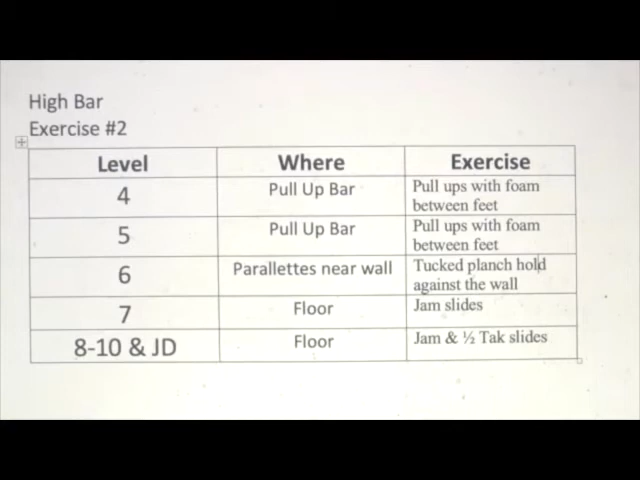 High Bar
Exercise #2
Level Where Exercise
4 Pull Up Bar Pull ups with foam
between feet
5 Pull Up Bar Pull ups with foam
between feet
6 Parallettes near wall Tucked planch hold
against the wall
7 Floor Jam slides
8-10 & JD Floor Jam & ½ Tak slides